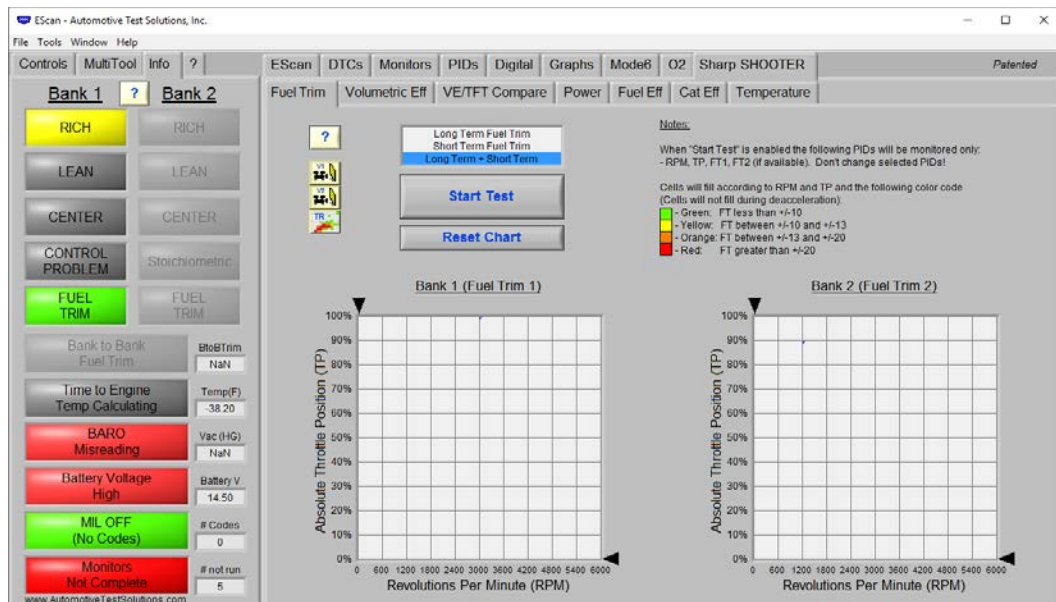 EScan - Automotive Test Solutions, Inc.
File Tools Window Help
Controls MultiTool Info ?
EScan DTCs Monitors PIDs Digital Graphs Mode6 O2 Sharp SHOOTER
Patented
Bank 1 ? Bank 2
RICH RICH
LEAN LEAN
CENTER CENTER
CONTROL
PROBLEM
Stoichiometric
FUEL
TRIM
FUEL
TRIM
Bank to Bank
Fuel Trim
BtoBTrim
NaN
Time to Engine
Temp Calculating
Temp(F)
-38.20
BARO
Misreading
Vac (HG)
NaN
Battery Voltage
High
Battery V
14.50
MIL OFF
(No Codes)
# Codes
0
Monitors
Not Complete
# not run
5
www.AutomotiveTestSolutions.com
Fuel Trim Volumetric Eff VE/TFT Compare Power Fuel Eff Cat Eff Temperature
?
V1
V2
TR
Long Term Fuel Trim
Short Term Fuel Trim
Long Term + Short Term
Start Test
Reset Chart
Notes:
When "Start Test" is enabled the following PIDs will be monitored only:
- RPM, TP, FT1, FT2 (if available). Don't change selected PIDs!
Cells will fill according to RPM and TP and the following color code
(Cells will not fill during deacceleration):
- Green: FT less than +/-10
- Yellow: FT between +/-10 and +/-13
- Orange: FT between +/-13 and +/-20
- Red: FT greater than +/-20
Bank 1 (Fuel Trim 1)
Absolute Throttle Position (TP)
100%
90%
80%
70%
60%
50%
40%
30%
20%
10%
0%
0 600 1200 1800 2400 3000 3600 4200 4800 5400 6000
Revolutions Per Minute (RPM)
Bank 2 (Fuel Trim 2)
Absolute Throttle Position (TP)
100%
90%
80%
70%
60%
50%
40%
30%
20%
10%
0%
0 600 1200 1800 2400 3000 3600 4200 4800 5400 6000
Revolutions Per Minute (RPM)